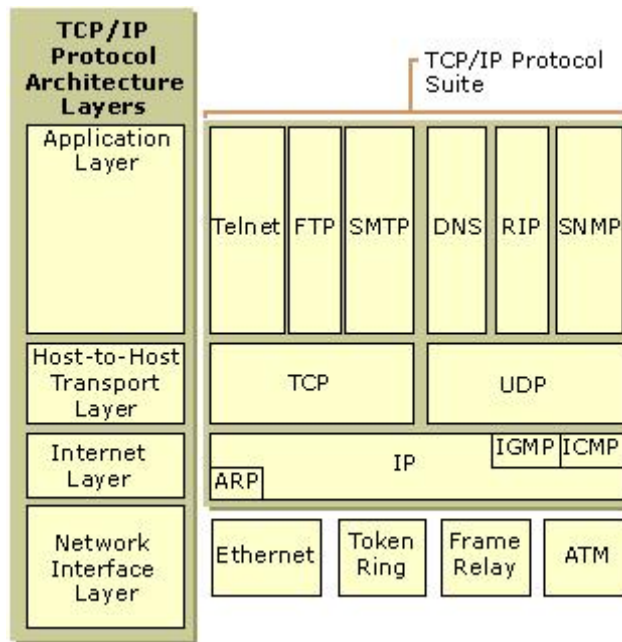 TCP/IP
Protocol
Architecture
Layers
TCP/IP Protocol
Suite
Application
Layer
Telnet FTP SMTP DNS RIP SNMP
Host-to-Host
Transport
Layer
TCP UDP
Internet
Layer
IP IGMP ICMP
ARP
Network
Interface
Layer
Ethernet
Token
Ring
Frame
Relay
ATM